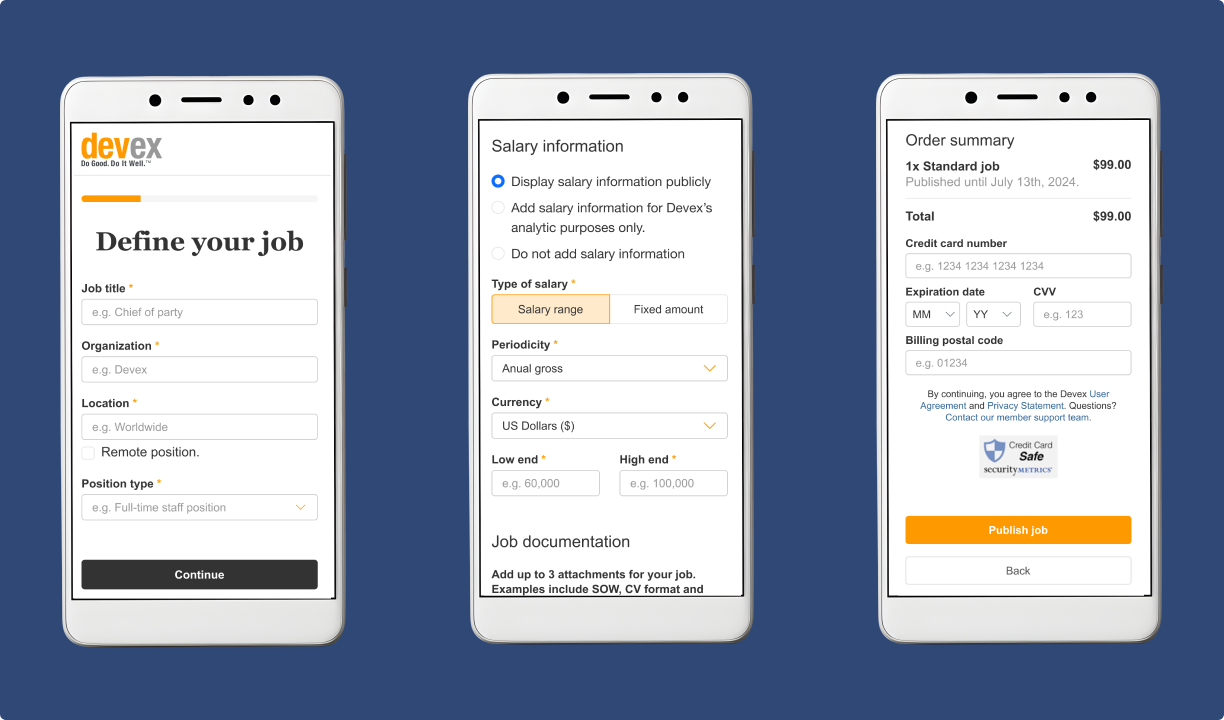 devex
Do Good. Do It Well.™
Define your job
Job title *
e.g. Chief of party
Organization *
e.g. Devex
Location *
e.g. Worldwide
Remote position.
Position type *
e.g. Full-time staff position
Continue
Salary information
Display salary information publicly
Add salary information for Devex's
analytic purposes only.
Do not add salary information
Type of salary *
Salary range
Fixed amount
Periodicity *
Anual gross
Currency *
US Dollars ($)
Low end *
High end *
e.g. 60,000
e.g. 100,000
Job documentation
Add up to 3 attachments for your job.
Examples include SOW, CV format and
Order summary
1x Standard job $99.00
Published until July 13th, 2024.
Total $99.00
Credit card number
e.g. 1234 1234 1234 1234
Expiration date
CVV
MM
YY
e.g. 123
Billing postal code
e.g. 01234
By continuing, you agree to the Devex User
Agreement and Privacy Statement. Questions?
Contact our member support team.
Credit Card
Safe
securityMETRICS
Publish job
Back